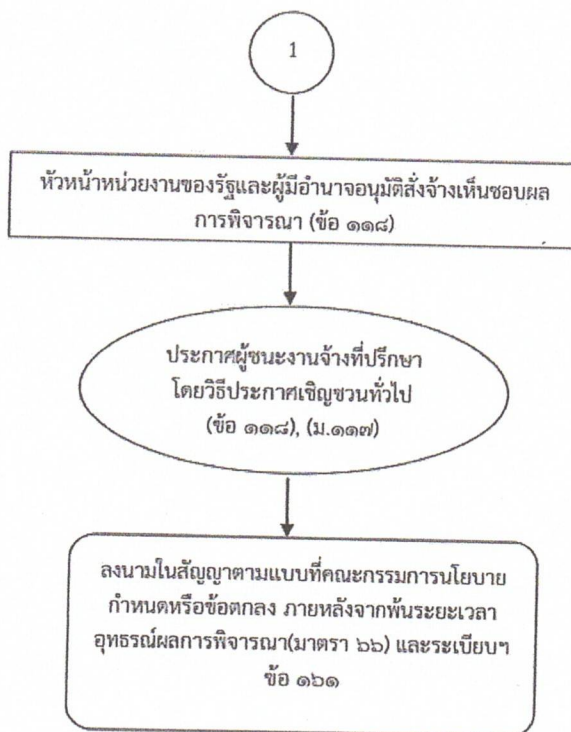 1
หัวหน้าหน่วยงานของรัฐและผู้มีอำนาจอนุมัติสั่งจ้างเห็นชอบผล
การพิจารณา (ข้อ ๑๑๘)
ประกาศผู้ชนะงานจ้างที่ปรึกษา
โดยวิธีประกาศเชิญชวนทั่วไป
(ข้อ ๑๑๘), (ม.๑๑๗)
ลงนามในสัญญาตามแบบที่คณะกรรมการนโยบาย
กำหนดหรือข้อตกลง ภายหลังจากพ้นระยะเวลา
อุทธรณ์ผลการพิจารณา(มาตรา ๖๖) และระเบียบฯ
ข้อ ๑๖๑